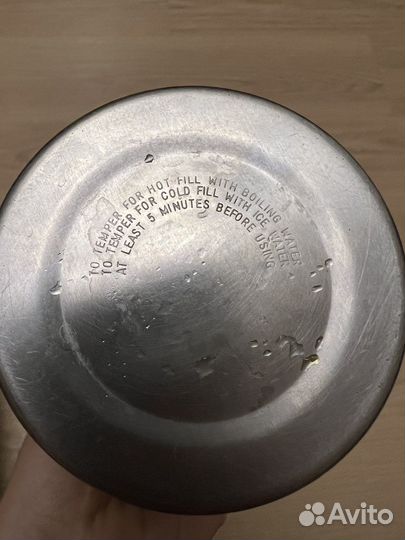 TO TEMPER FOR HOT FILL WITH BOILING WATER
TO TEMPER FOR COLD FILL WITH ICE WATER
AT LEAST 5 MINUTES BEFORE USING
Avito